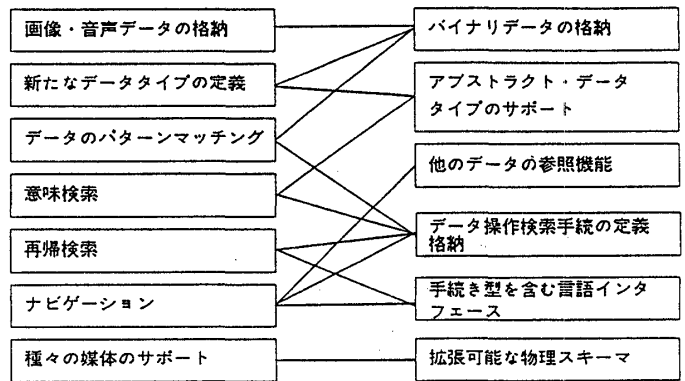 画像・音声データの格納
新たなデータタイプの定義
データのパターンマッチング
意味検索
再帰検索
ナビゲーション
種々の媒体のサポート
バイナリデータの格納
アブストラクト・データ
タイプのサポート
他のデータの参照機能
データ操作検索手続の定義
格納
手続き型を含む言語インタ
フェース
拡張可能な物理スキーマ